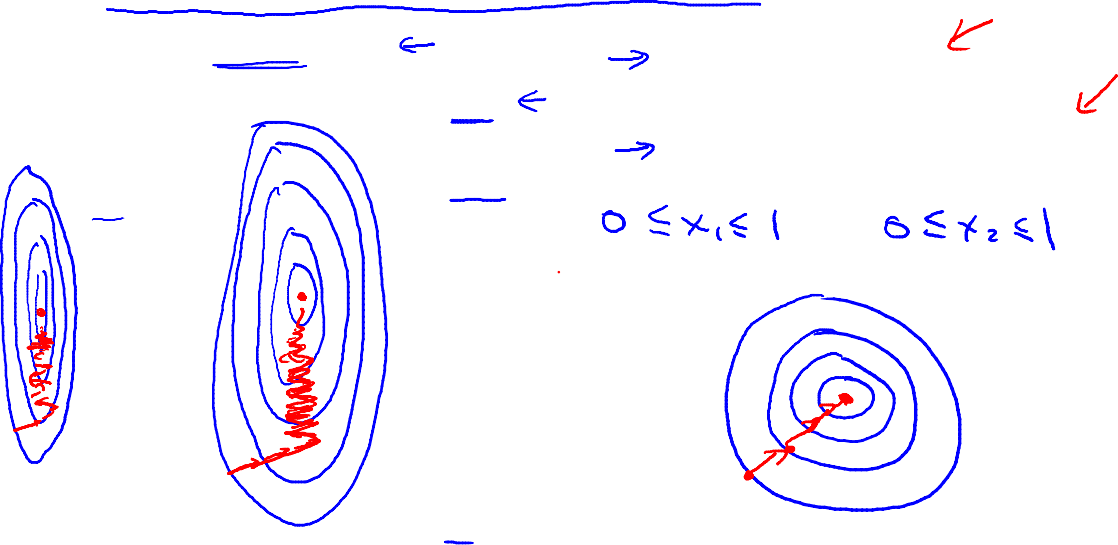 0 ≤ x₁ ≤ 1 0 ≤ x₂ ≤ 1